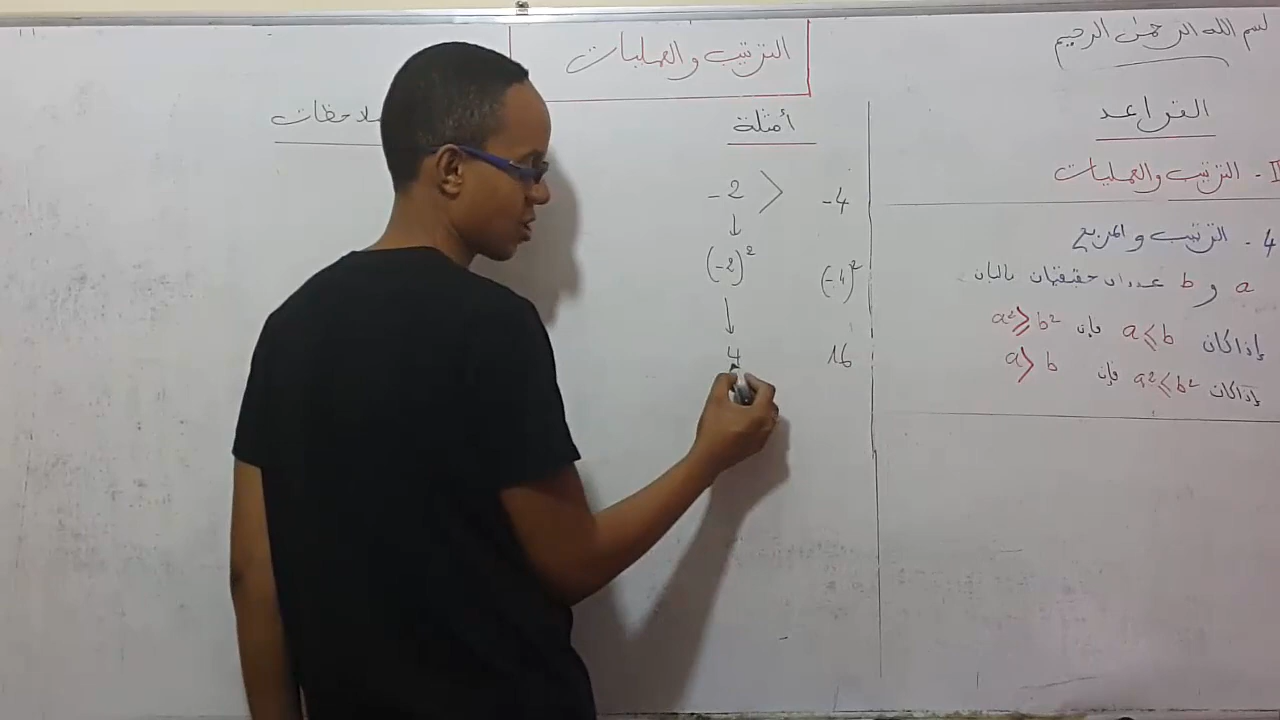 بسم الله الرحمن الرحيم
الترتيب والعمليات
القواعد
أمثلة
ملاحظات
II - الترتيب والعمليات
4 - الترتيب والمربع
a و b عددان حقيقيان سالبان
إذا كان a ⩽ b فإن a² ⩾ b²
إذا كان a² ⩽ b² فإن a ⩾ b
-2 > -4
↓
(-2)² (-4)²
↓
4 16